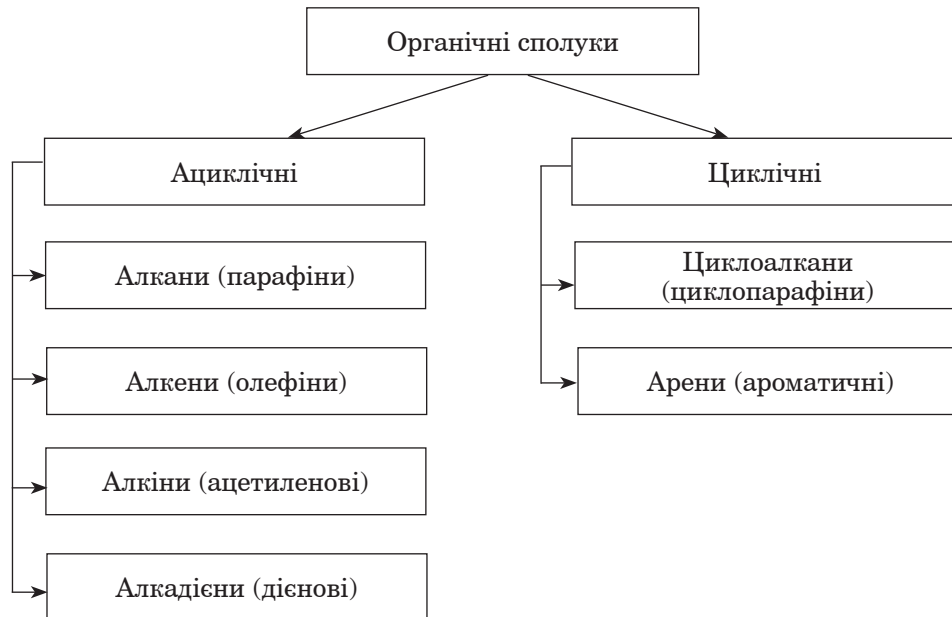 Органічні сполуки
Ациклічні
Алкани (парафіни)
Алкени (олефіни)
Алкіни (ацетиленові)
Алкадієни (дієнові)
Циклічні
Циклоалкани
(циклопарафіни)
Арени (ароматичні)